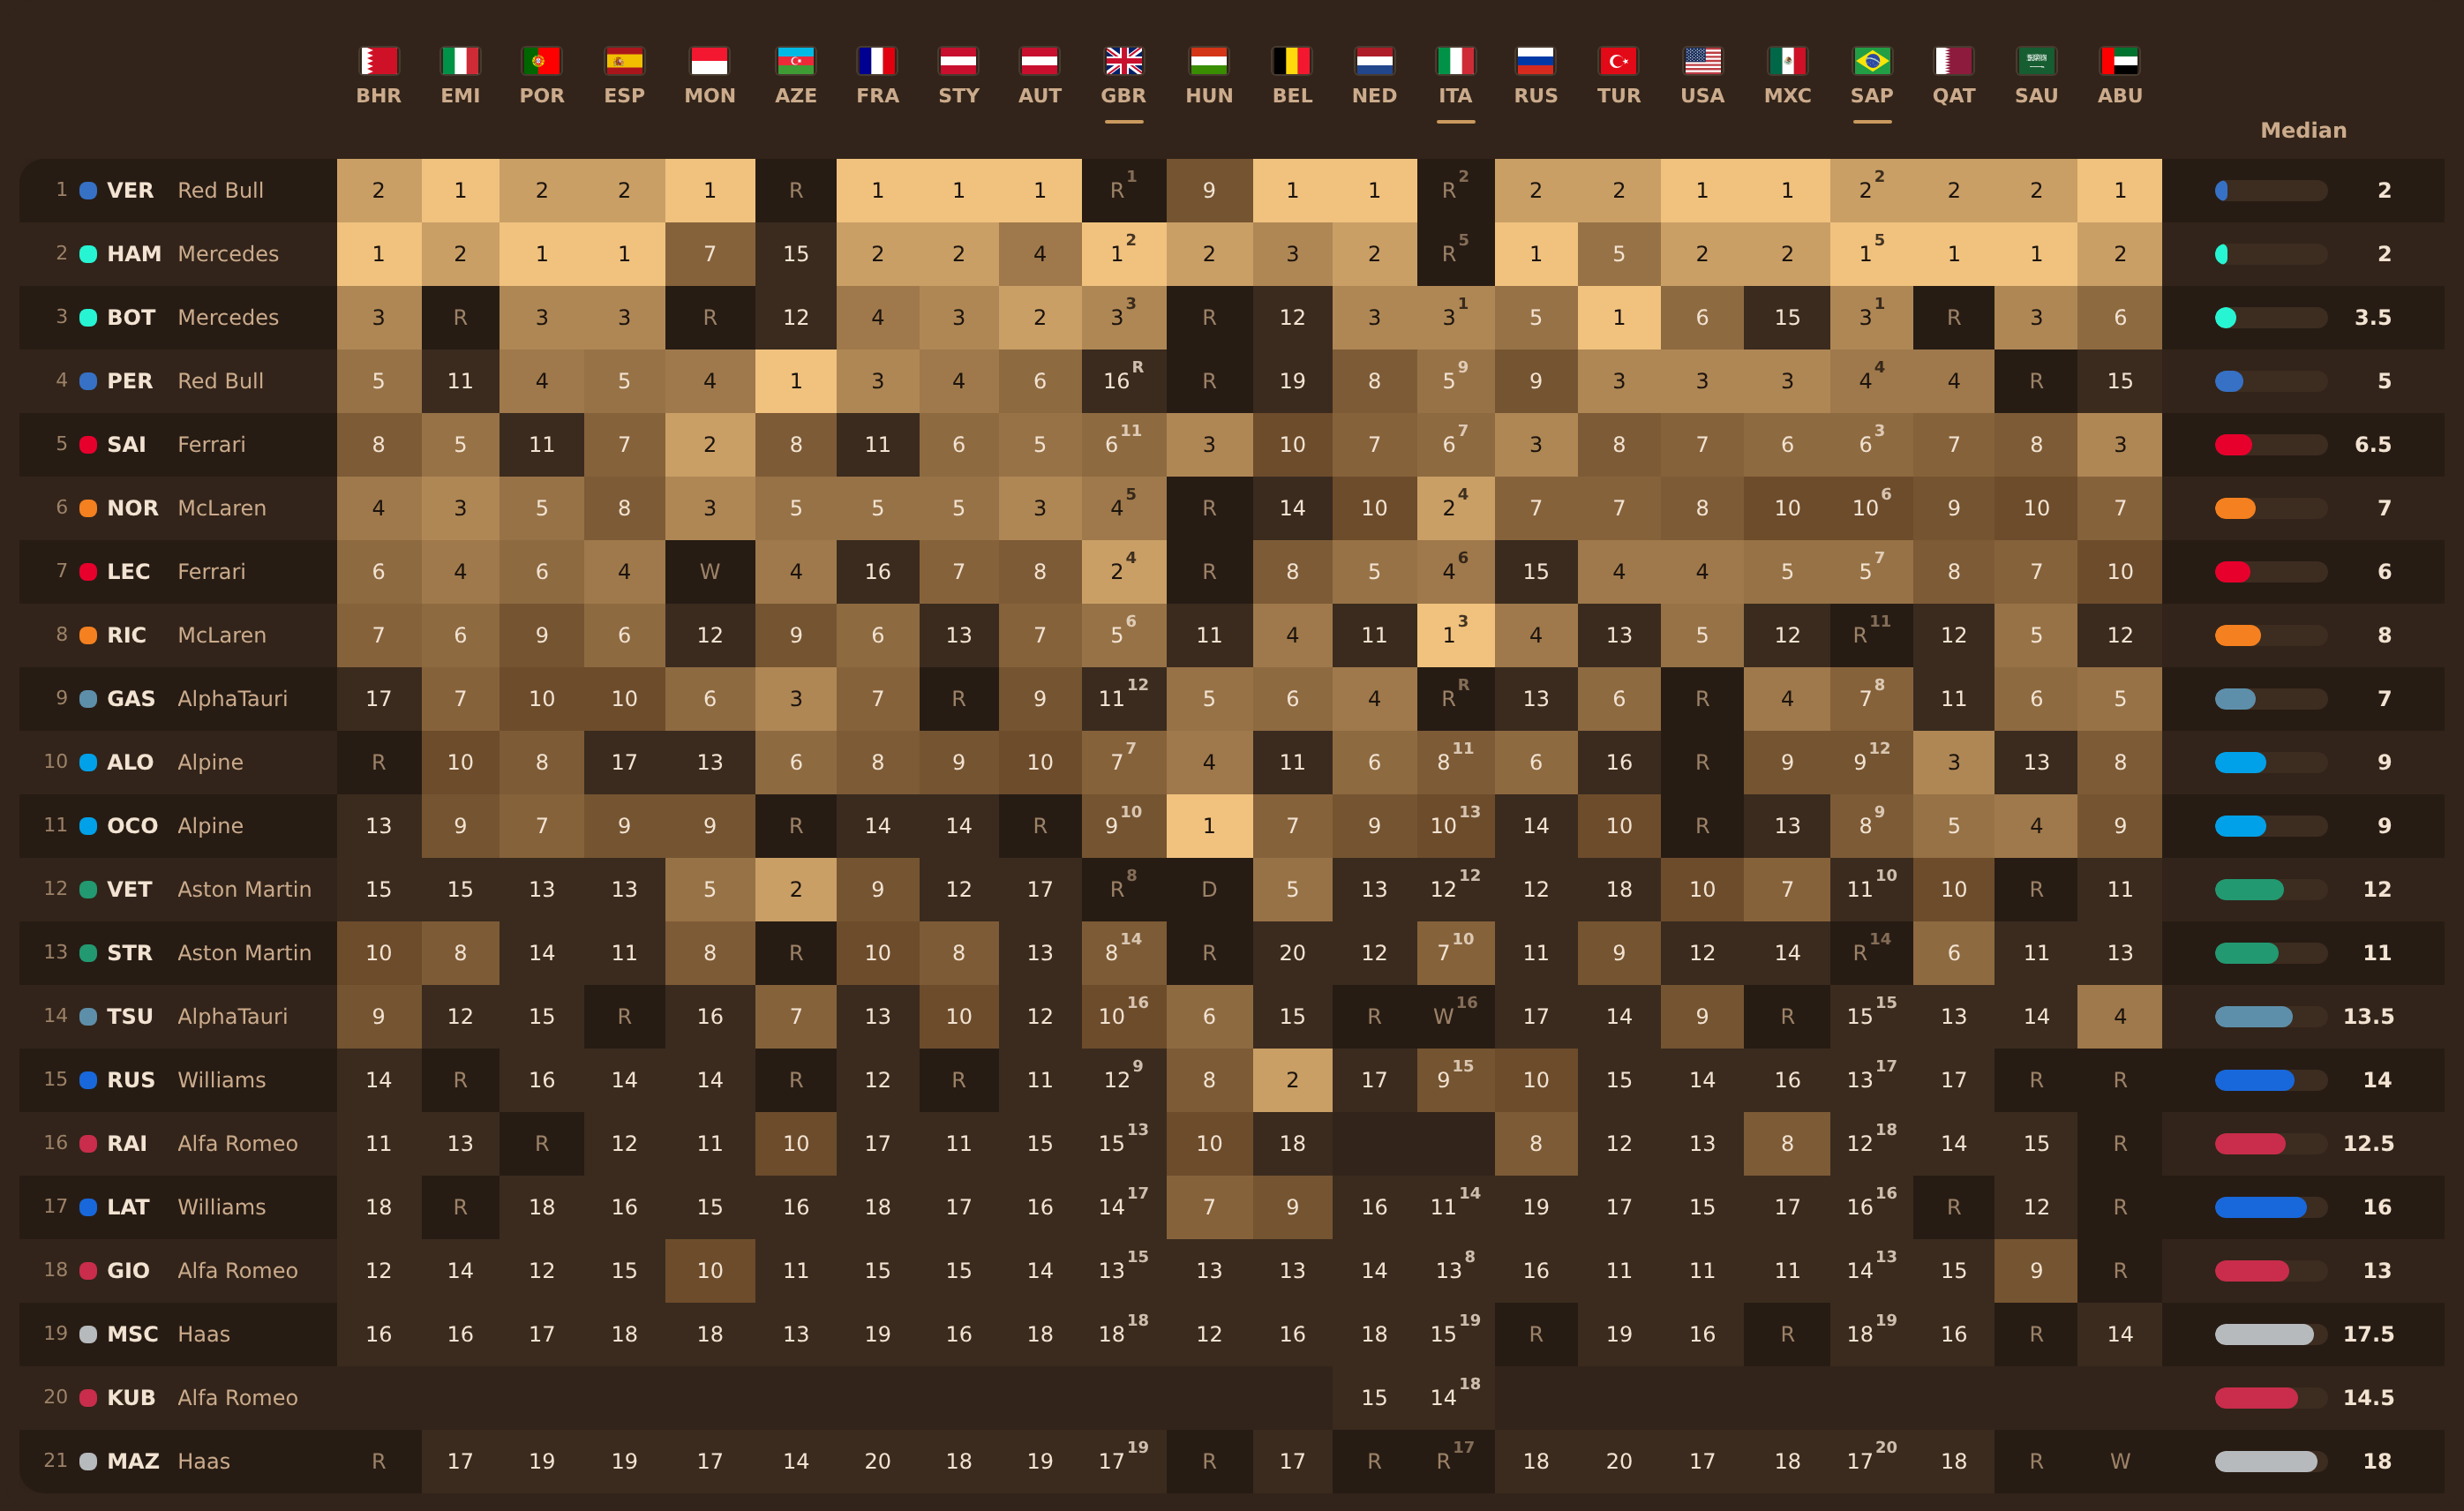 BHR EMI POR ESP MON AZE FRA STY AUT GBR HUN BEL NED ITA RUS TUR USA MXC SAP QAT SAU ABU
Median
1 VER Red Bull 2 1 2 2 1 R 1 1 1 R¹ 9 1 1 R² 2 2 1 1 2² 2 2 1 2
2 HAM Mercedes 1 2 1 1 7 15 2 2 4 1² 2 3 2 R⁵ 1 5 2 2 1⁵ 1 1 2 2
3 BOT Mercedes 3 R 3 3 R 12 4 3 2 3³ R 12 3 3¹ 5 1 6 15 3¹ R 3 6 3.5
4 PER Red Bull 5 11 4 5 4 1 3 4 6 16ᴿ R 19 8 5⁹ 9 3 3 3 4⁴ 4 R 15 5
5 SAI Ferrari 8 5 11 7 2 8 11 6 5 6¹¹ 3 10 7 6⁷ 3 8 7 6 6³ 7 8 3 6.5
6 NOR McLaren 4 3 5 8 3 5 5 5 3 4⁵ R 14 10 2⁴ 7 7 8 10 10⁶ 9 10 7 7
7 LEC Ferrari 6 4 6 4 W 4 16 7 8 2⁴ R 8 5 4⁶ 15 4 4 5 5⁷ 8 7 10 6
8 RIC McLaren 7 6 9 6 12 9 6 13 7 5⁶ 11 4 11 1³ 4 13 5 12 R¹¹ 12 5 12 8
9 GAS AlphaTauri 17 7 10 10 6 3 7 R 9 11¹² 5 6 4 Rᴿ 13 6 R 4 7⁸ 11 6 5 7
10 ALO Alpine R 10 8 17 13 6 8 9 10 7⁷ 4 11 6 8¹¹ 6 16 R 9 9¹² 3 13 8 9
11 OCO Alpine 13 9 7 9 9 R 14 14 R 9¹⁰ 1 7 9 10¹³ 14 10 R 13 8⁹ 5 4 9 9
12 VET Aston Martin 15 15 13 13 5 2 9 12 17 R⁸ D 5 13 12¹² 12 18 10 7 11¹⁰ 10 R 11 12
13 STR Aston Martin 10 8 14 11 8 R 10 8 13 8¹⁴ R 20 12 7¹⁰ 11 9 12 14 R¹⁴ 6 11 13 11
14 TSU AlphaTauri 9 12 15 R 16 7 13 10 12 10¹⁶ 6 15 R W¹⁶ 17 14 9 R 15¹⁵ 13 14 4 13.5
15 RUS Williams 14 R 16 14 14 R 12 R 11 12⁹ 8 2 17 9¹⁵ 10 15 14 16 13¹⁷ 17 R R 14
16 RAI Alfa Romeo 11 13 R 12 11 10 17 11 15 15¹³ 10 18 8 12 13 8 12¹⁸ 14 15 R 12.5
17 LAT Williams 18 R 18 16 15 16 18 17 16 14¹⁷ 7 9 16 11¹⁴ 19 17 15 17 16¹⁶ R 12 R 16
18 GIO Alfa Romeo 12 14 12 15 10 11 15 15 14 13¹⁵ 13 13 14 13⁸ 16 11 11 11 14¹³ 15 9 R 13
19 MSC Haas 16 16 17 18 18 13 19 16 18 18¹⁸ 12 16 18 15¹⁹ R 19 16 R 18¹⁹ 16 R 14 17.5
20 KUB Alfa Romeo 15 14¹⁸ 14.5
21 MAZ Haas R 17 19 19 17 14 20 18 19 17¹⁹ R 17 R R¹⁷ 18 20 17 18 17²⁰ 18 R W 18